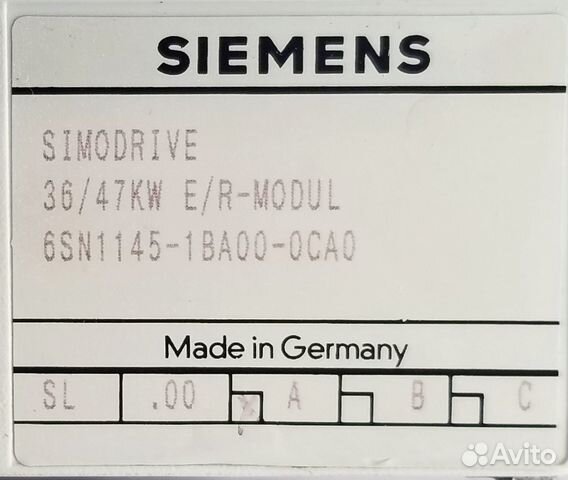 SIEMENS
SIMODRIVE
36/47KW E/R-MODUL
6SN1145-1BA00-0CA0
Made in Germany
SL .00 A B C
Avito